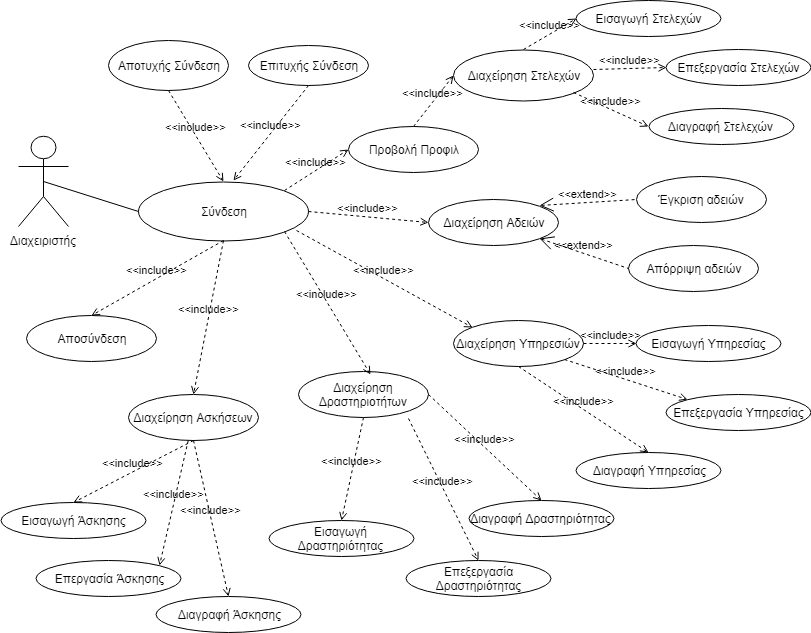 <<include>>
Εισαγωγή Στελεχών
Αποτυχής Σύνδεση
Επιτυχής Σύνδεση
<<include>>
Επεξεργασία Στελεχών
Διαχείρηση Στελεχών
<<include>>
<<include>>
<<include>>
<<include>>
Διαγραφή Στελεχών
<<include>>
Προβολή Προφιλ
<<include>>
<<extend>>
Έγκριση αδειών
<<include>>
Σύνδεση
Διαχείρηση Αδειών
Διαχειριστής
<<extend>>
Απόρριψη αδειών
<<include>>
<<include>>
<<include>>
<<include>>
Αποσύνδεση
Διαχείρηση Υπηρεσιών
<<include>>
Εισαγωγή Υπηρεσίας
<<include>>
Διαχείρηση
Δραστηριοτήτων
<<include>>
Επεξεργασία Υπηρεσίας
Διαχείρηση Ασκήσεων
<<include>>
<<include>>
<<include>>
Διαγραφή Υπηρεσίας
<<include>>
<<include>>
<<include>>
Εισαγωγή Άσκησης
Διαγραφή Δραστηριότητας
Εισαγωγή
Δραστηριότητας
Επεργασία Άσκησης
Επεξεργασία
Δραστηριότητας
Διαγραφή Άσκησης